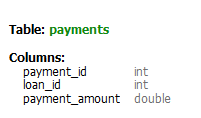 Table: payments
Columns:
payment_id int
loan_id int
payment_amount double